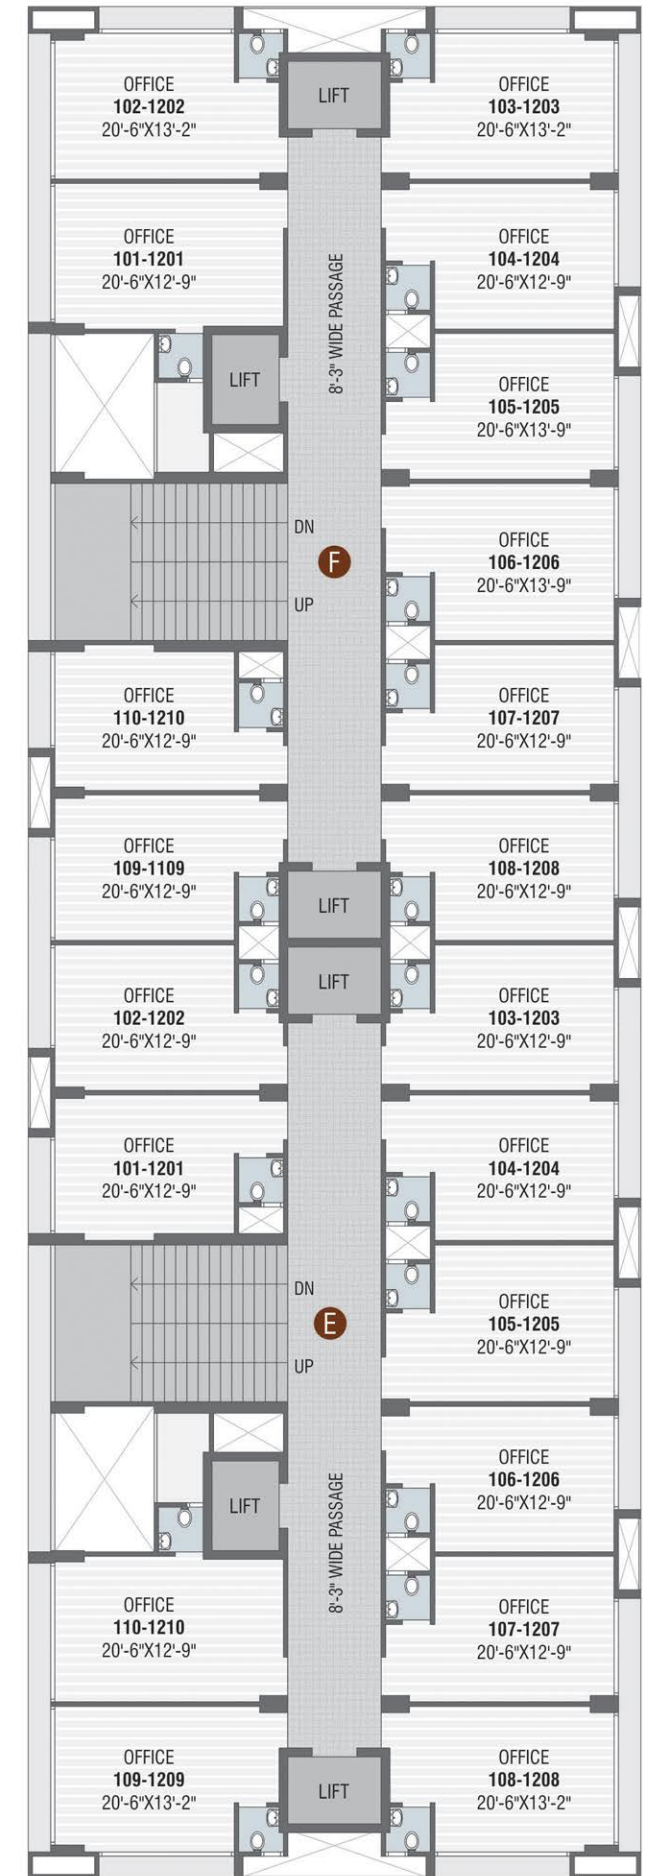 OFFICE
102-1202
20'-6"X13'-2"
LIFT
OFFICE
103-1203
20'-6"X13'-2"
OFFICE
101-1201
20'-6"X12'-9"
OFFICE
104-1204
20'-6"X12'-9"
8'-3" WIDE PASSAGE
LIFT
OFFICE
105-1205
20'-6"X13'-9"
DN
F
UP
OFFICE
106-1206
20'-6"X13'-9"
OFFICE
110-1210
20'-6"X12'-9"
OFFICE
107-1207
20'-6"X12'-9"
OFFICE
109-1109
20'-6"X12'-9"
LIFT
OFFICE
108-1208
20'-6"X12'-9"
OFFICE
102-1202
20'-6"X12'-9"
LIFT
OFFICE
103-1203
20'-6"X12'-9"
OFFICE
101-1201
20'-6"X12'-9"
OFFICE
104-1204
20'-6"X12'-9"
DN
E
UP
OFFICE
105-1205
20'-6"X12'-9"
LIFT
8'-3" WIDE PASSAGE
OFFICE
106-1206
20'-6"X12'-9"
OFFICE
110-1210
20'-6"X12'-9"
OFFICE
107-1207
20'-6"X12'-9"
OFFICE
109-1209
20'-6"X13'-2"
LIFT
OFFICE
108-1208
20'-6"X13'-2"